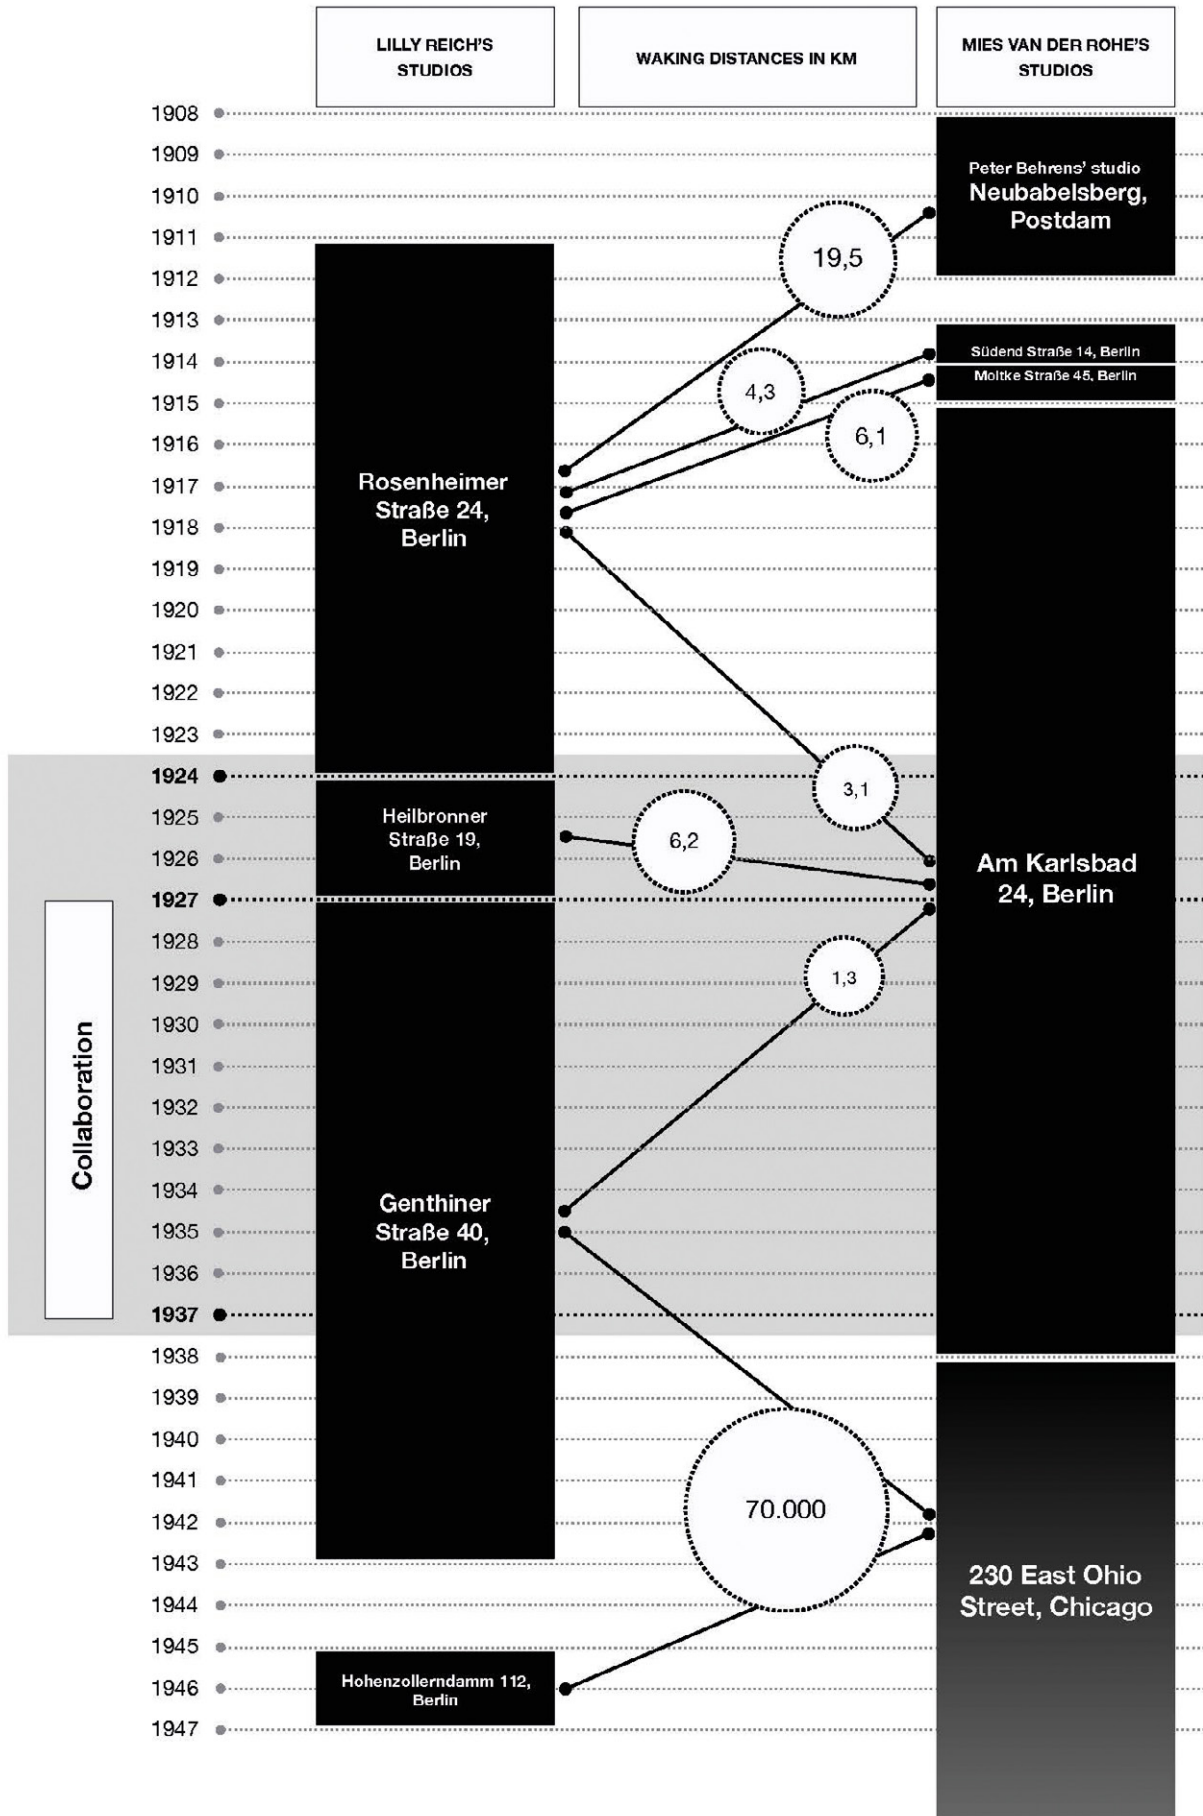 LILLY REICH'S
STUDIOS
WAKING DISTANCES IN KM
MIES VAN DER ROHE'S
STUDIOS
1908
1909
1910
1911
1912
1913
1914
1915
1916
1917
1918
1919
1920
1921
1922
1923
1924
1925
1926
1927
1928
1929
1930
1931
1932
1933
1934
1935
1936
1937
1938
1939
1940
1941
1942
1943
1944
1945
1946
1947
Collaboration
Rosenheimer
Straße 24,
Berlin
Heilbronner
Straße 19,
Berlin
Genthiner
Straße 40,
Berlin
Hohenzollerndamm 112,
Berlin
19,5
4,3
6,1
3,1
6,2
1,3
70.000
Peter Behrens' studio
Neubabelsberg,
Postdam
Südend Straße 14, Berlin
Moltke Straße 45, Berlin
Am Karlsbad
24, Berlin
230 East Ohio
Street, Chicago